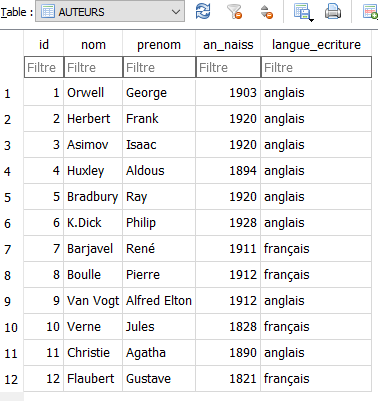 Table : AUTEURS
id nom prenom an_naiss langue_ecriture
Filtre Filtre Filtre Filtre Filtre
1 1 Orwell George 1903 anglais
2 2 Herbert Frank 1920 anglais
3 3 Asimov Isaac 1920 anglais
4 4 Huxley Aldous 1894 anglais
5 5 Bradbury Ray 1920 anglais
6 6 K.Dick Philip 1928 anglais
7 7 Barjavel René 1911 français
8 8 Boulle Pierre 1912 français
9 9 Van Vogt Alfred Elton 1912 anglais
10 10 Verne Jules 1828 français
11 11 Christie Agatha 1890 anglais
12 12 Flaubert Gustave 1821 français